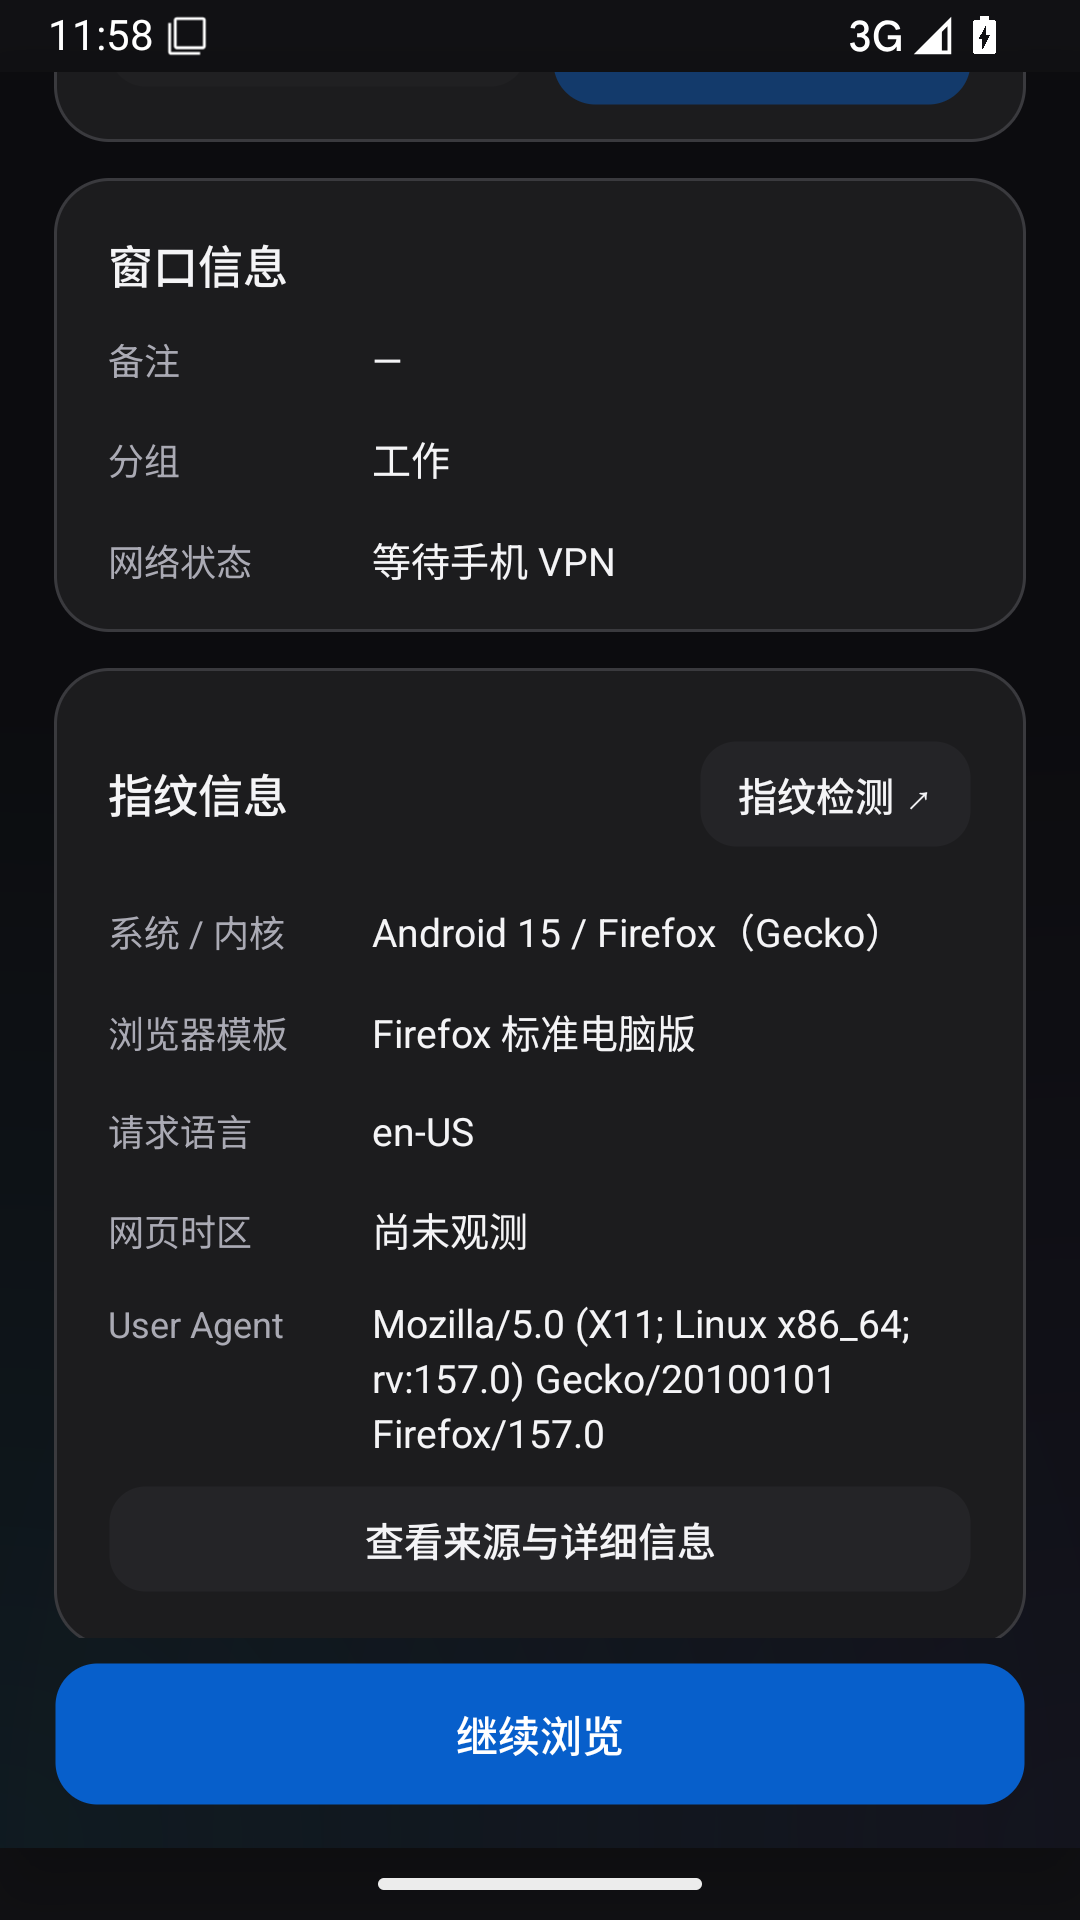 11:58
3G
窗口信息
备注 —
分组 工作
网络状态 等待手机 VPN
指纹信息
指纹检测 ↗
系统 / 内核 Android 15 / Firefox（Gecko）
浏览器模板 Firefox 标准电脑版
请求语言 en-US
网页时区 尚未观测
User Agent Mozilla/5.0 (X11; Linux x86_64;
rv:157.0) Gecko/20100101
Firefox/157.0
查看来源与详细信息
继续浏览